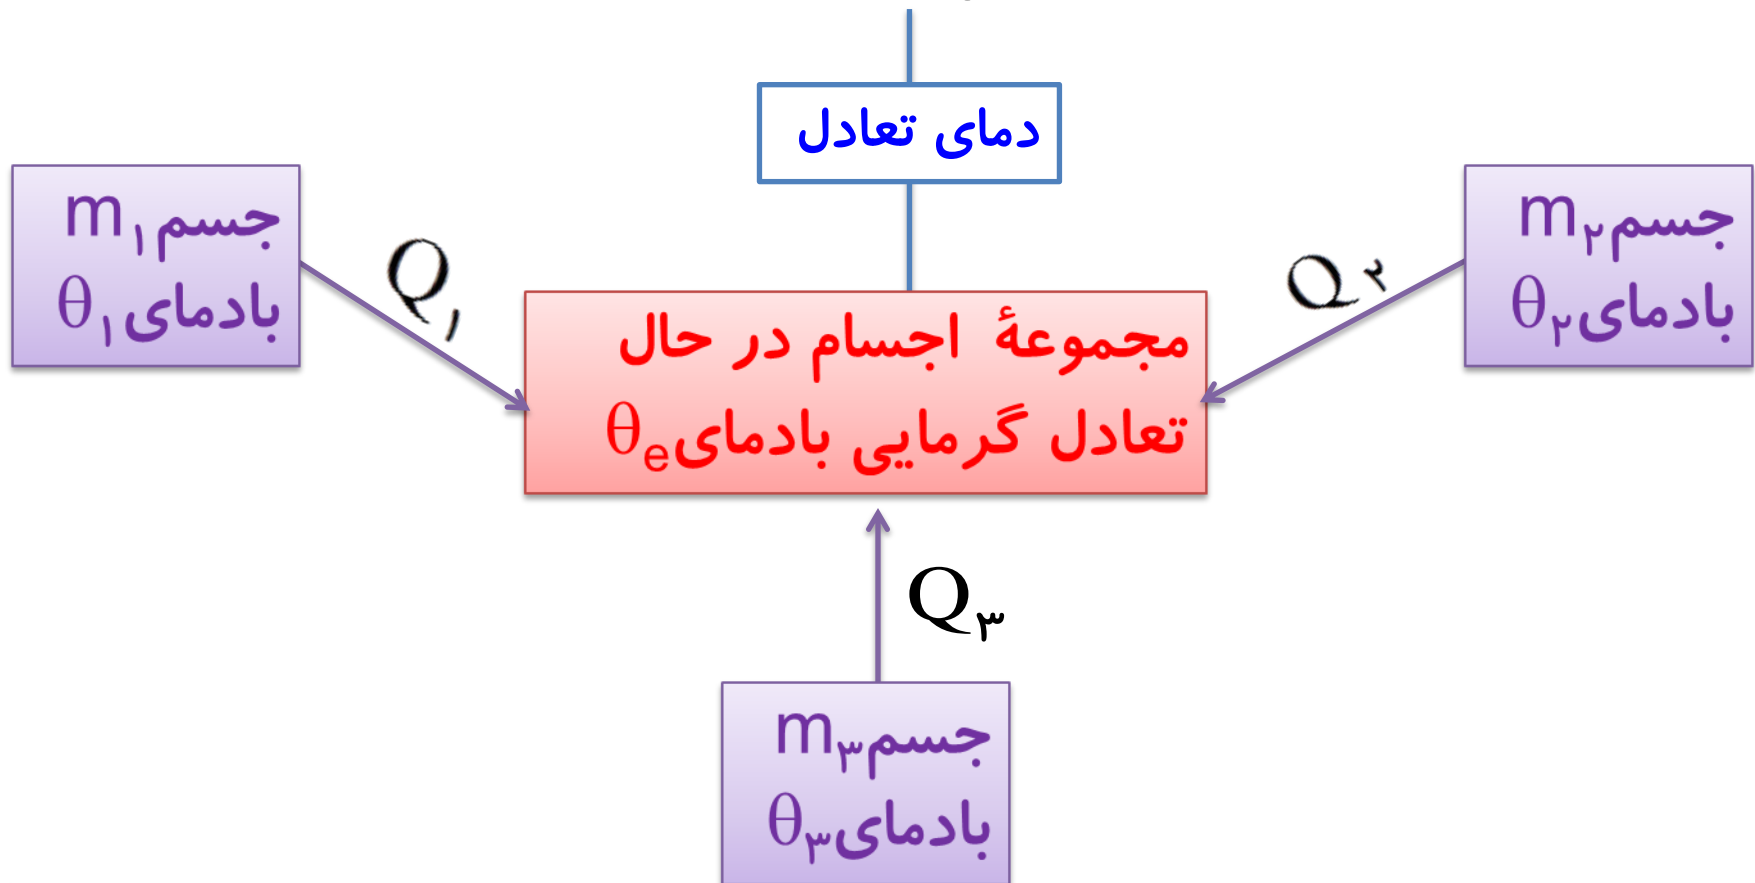 دمای تعادل
جسم m۱
بادمای θ۱
جسم m۲
بادمای θ۲
Q۱
Q۲
مجموعهٔ اجسام در حال
تعادل گرمایی بادمای θe
Q۳
جسم m۳
بادمای θ۳